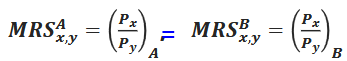 MRS^A_{x,y} = (P_x / P_y)_A = MRS^B_{x,y} = (P_x / P_y)_B